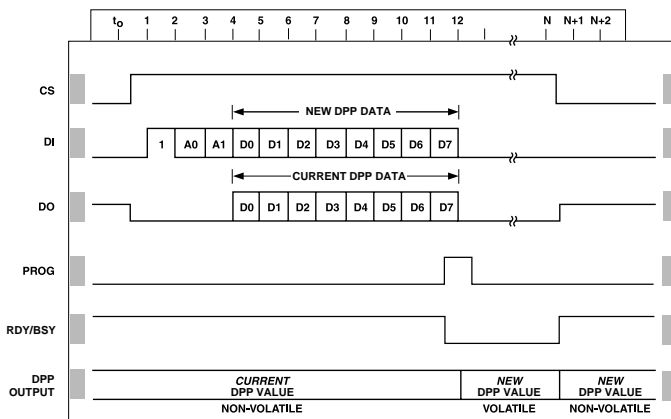 to 1 2 3 4 5 6 7 8 9 10 11 12 N N+1 N+2
CS
NEW DPP DATA
DI 1 A0 A1 D0 D1 D2 D3 D4 D5 D6 D7
CURRENT DPP DATA
DO D0 D1 D2 D3 D4 D5 D6 D7
PROG
RDY/BSY
DPP OUTPUT
CURRENT DPP VALUE NON-VOLATILE
NEW DPP VALUE VOLATILE
NEW DPP VALUE NON-VOLATILE